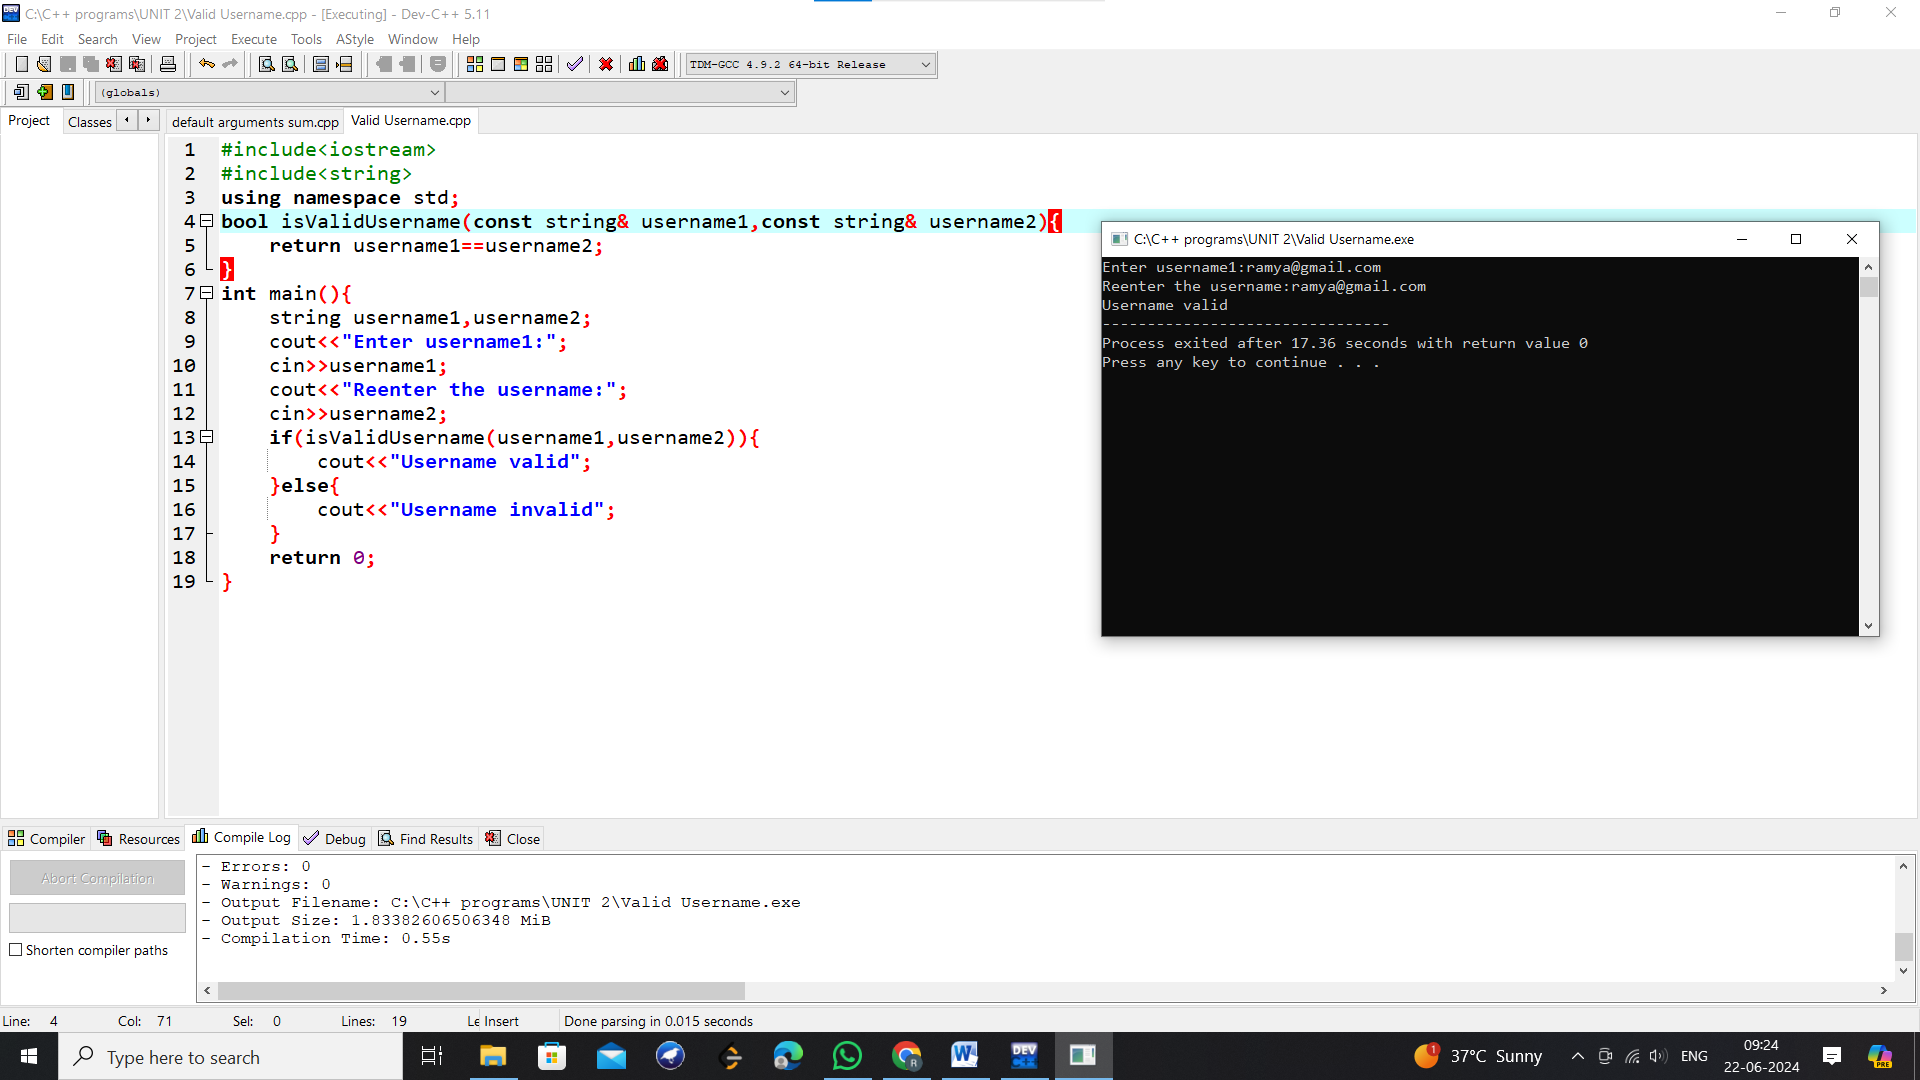 C:\C++ programs\UNIT 2\Valid Username.cpp - [Executing] - Dev-C++ 5.11
File Edit Search View Project Execute Tools AStyle Window Help
TDM-GCC 4.9.2 64-bit Release
(globals)
Project Classes default arguments sum.cpp Valid Username.cpp
1 #include<iostream>
2 #include<string>
3 using namespace std;
4 bool isValidUsername(const string& username1,const string& username2){
5 return username1==username2;
6 }
7 int main(){
8 string username1,username2;
9 cout<<"Enter username1:";
10 cin>>username1;
11 cout<<"Reenter the username:";
12 cin>>username2;
13 if(isValidUsername(username1,username2)){
14 cout<<"Username valid";
15 }else{
16 cout<<"Username invalid";
17 }
18 return 0;
19 }
C:\C++ programs\UNIT 2\Valid Username.exe
Enter username1:ramya@gmail.com
Reenter the username:ramya@gmail.com
Username valid
--------------------------------
Process exited after 17.36 seconds with return value 0
Press any key to continue . . .
Compiler Resources Compile Log Debug Find Results Close
Abort Compilation
Shorten compiler paths
- Errors: 0
- Warnings: 0
- Output Filename: C:\C++ programs\UNIT 2\Valid Username.exe
- Output Size: 1.83382606506348 MiB
- Compilation Time: 0.55s
Line: 4 Col: 71 Sel: 0 Lines: 19 Le Insert Done parsing in 0.015 seconds
Type here to search
DEV
R
W
1
37°C Sunny
ENG
09:24
22-06-2024
PRE